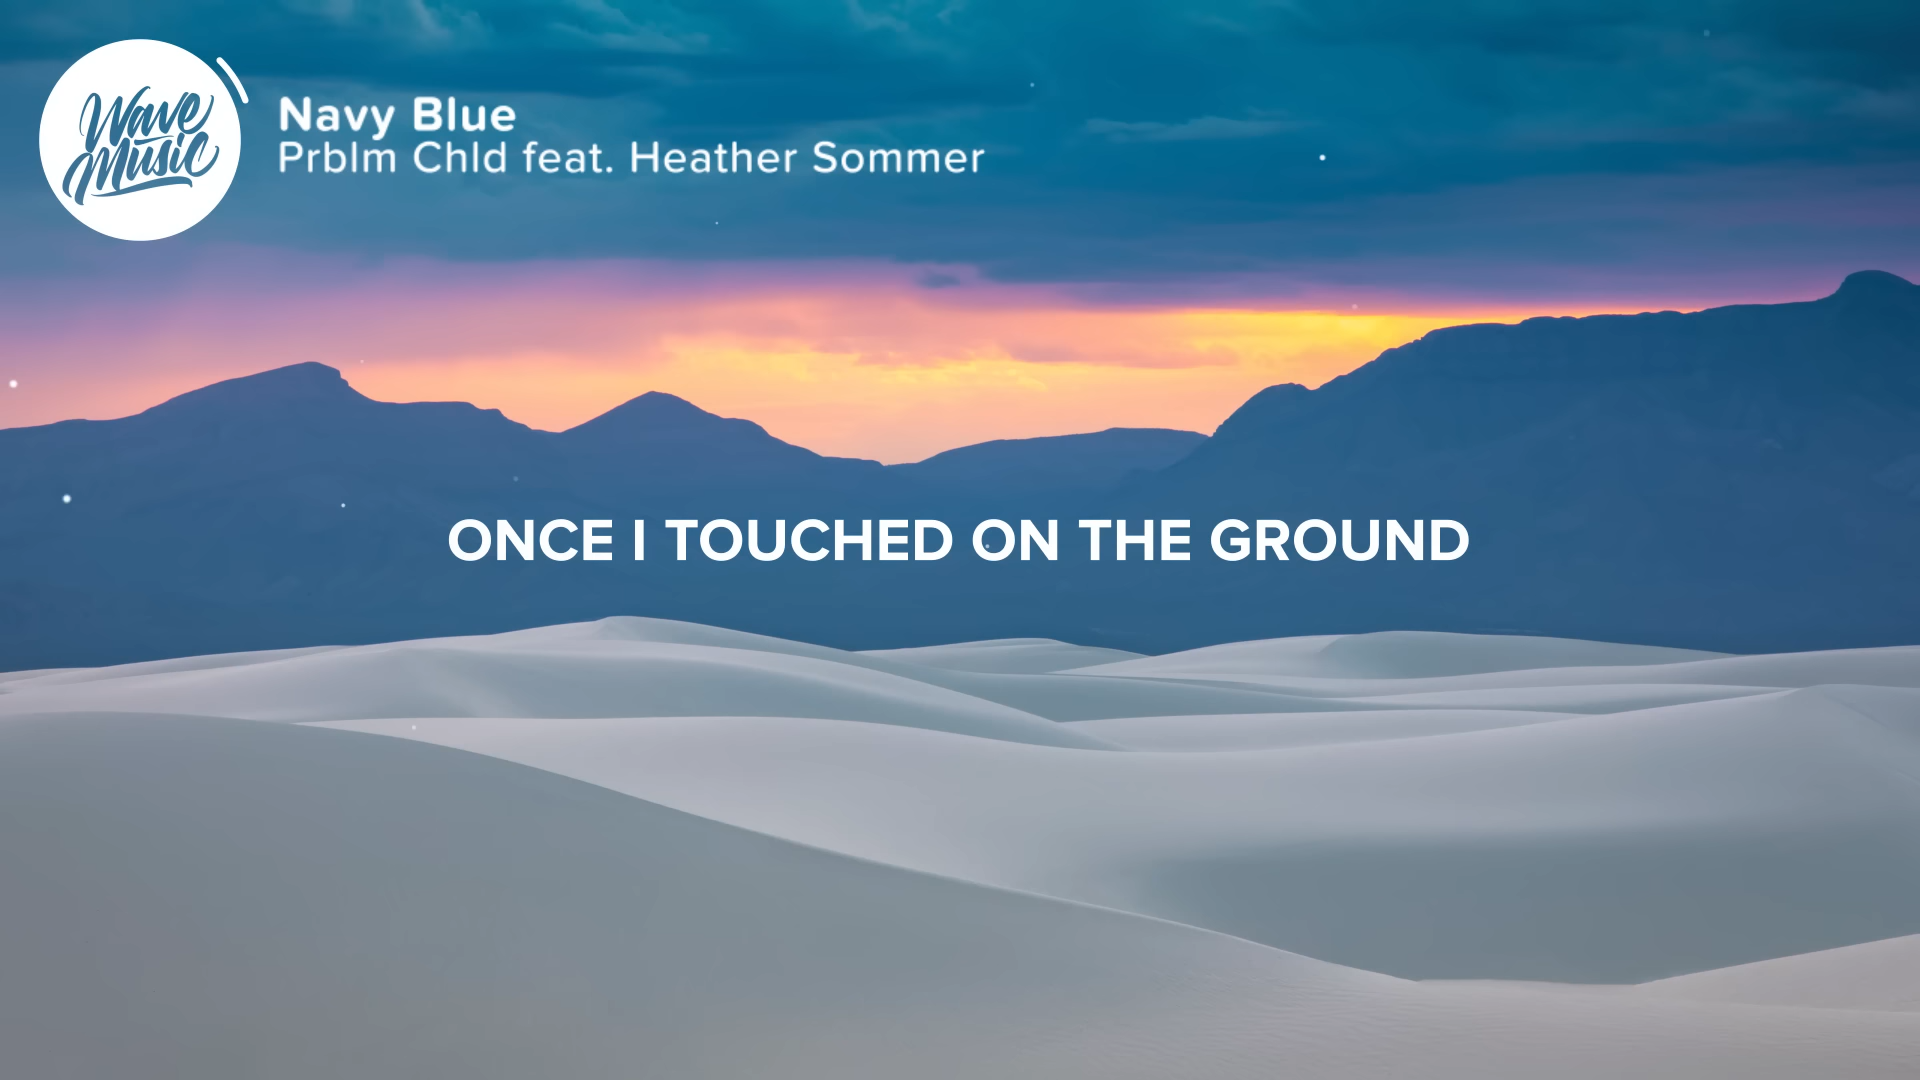 Wave
Music
Navy Blue
Prblm Chld feat. Heather Sommer
ONCE I TOUCHED ON THE GROUND